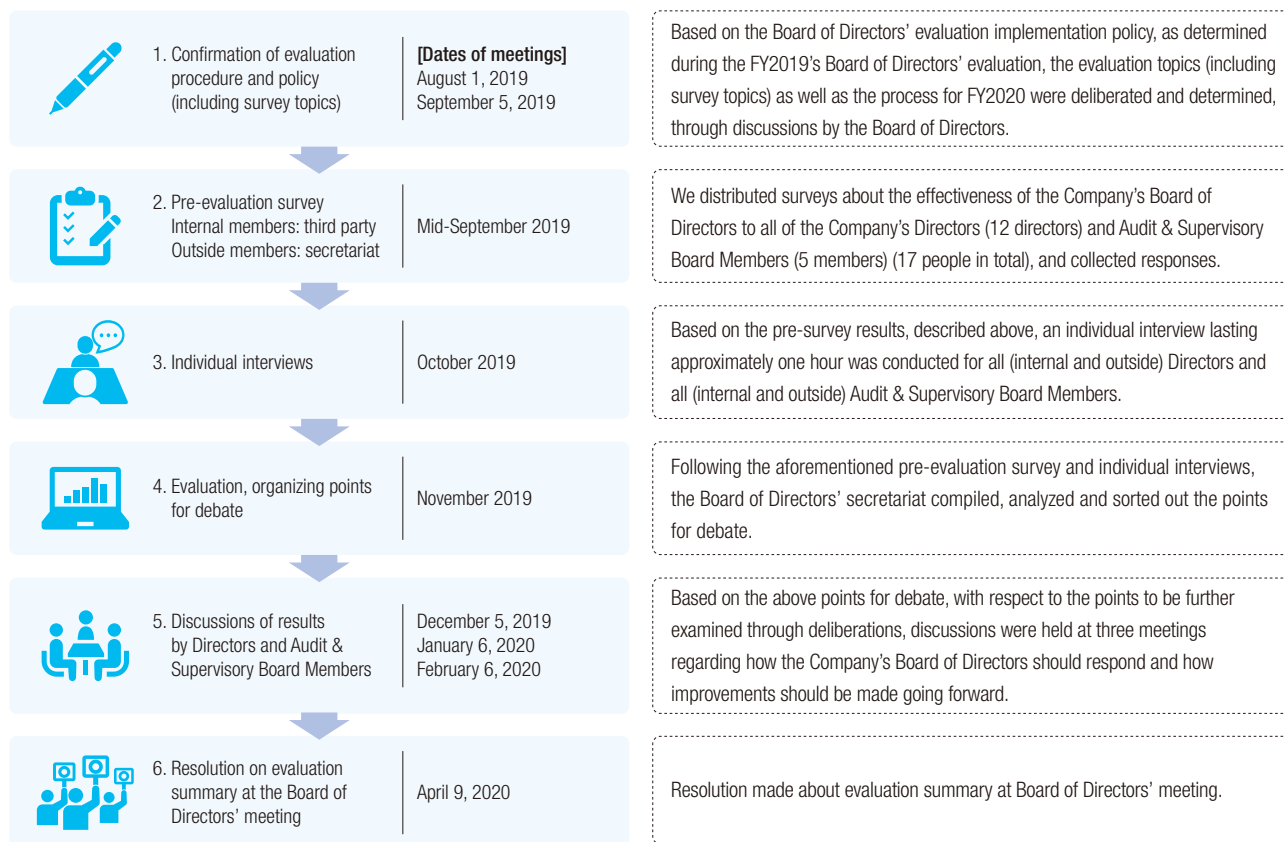 1. Confirmation of evaluation
procedure and policy
(including survey topics)
[Dates of meetings]
August 1, 2019
September 5, 2019
Based on the Board of Directors’ evaluation implementation policy, as determined
during the FY2019’s Board of Directors’ evaluation, the evaluation topics (including
survey topics) as well as the process for FY2020 were deliberated and determined,
through discussions by the Board of Directors.
2. Pre-evaluation survey
Internal members: third party
Outside members: secretariat
Mid-September 2019
We distributed surveys about the effectiveness of the Company’s Board of
Directors to all of the Company’s Directors (12 directors) and Audit & Supervisory
Board Members (5 members) (17 people in total), and collected responses.
3. Individual interviews
October 2019
Based on the pre-survey results, described above, an individual interview lasting
approximately one hour was conducted for all (internal and outside) Directors and
all (internal and outside) Audit & Supervisory Board Members.
4. Evaluation, organizing points
for debate
November 2019
Following the aforementioned pre-evaluation survey and individual interviews,
the Board of Directors’ secretariat compiled, analyzed and sorted out the points
for debate.
5. Discussions of results
by Directors and Audit &
Supervisory Board Members
December 5, 2019
January 6, 2020
February 6, 2020
Based on the above points for debate, with respect to the points to be further
examined through deliberations, discussions were held at three meetings
regarding how the Company’s Board of Directors should respond and how
improvements should be made going forward.
6. Resolution on evaluation
summary at the Board of
Directors’ meeting
April 9, 2020
Resolution made about evaluation summary at Board of Directors’ meeting.